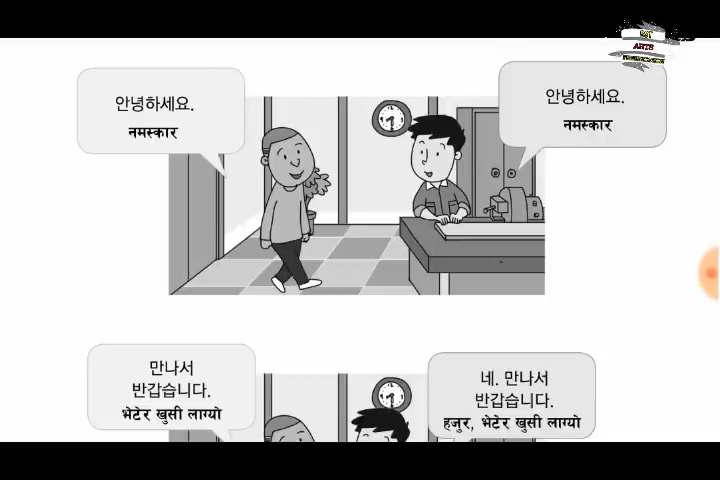 ARTS
안녕하세요.
नमस्कार
안녕하세요.
नमस्कार
만나서
반갑습니다.
भेटेर खुसी लाग्यो
네. 만나서
반갑습니다.
हजुर, भेटेर खुसी लाग्यो